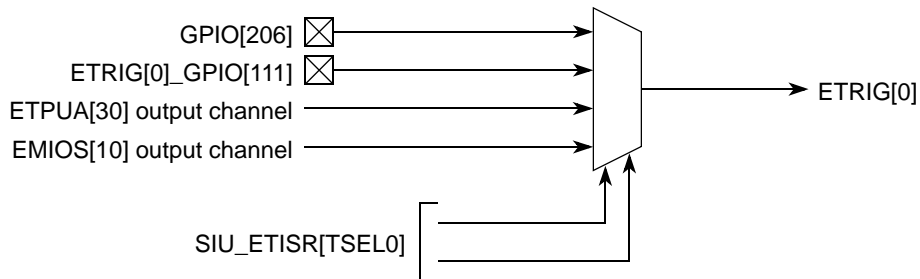 GPIO[206]
ETRIG[0]_GPIO[111]
ETPUA[30] output channel
EMIOS[10] output channel
ETRIG[0]
SIU_ETISR[TSEL0]